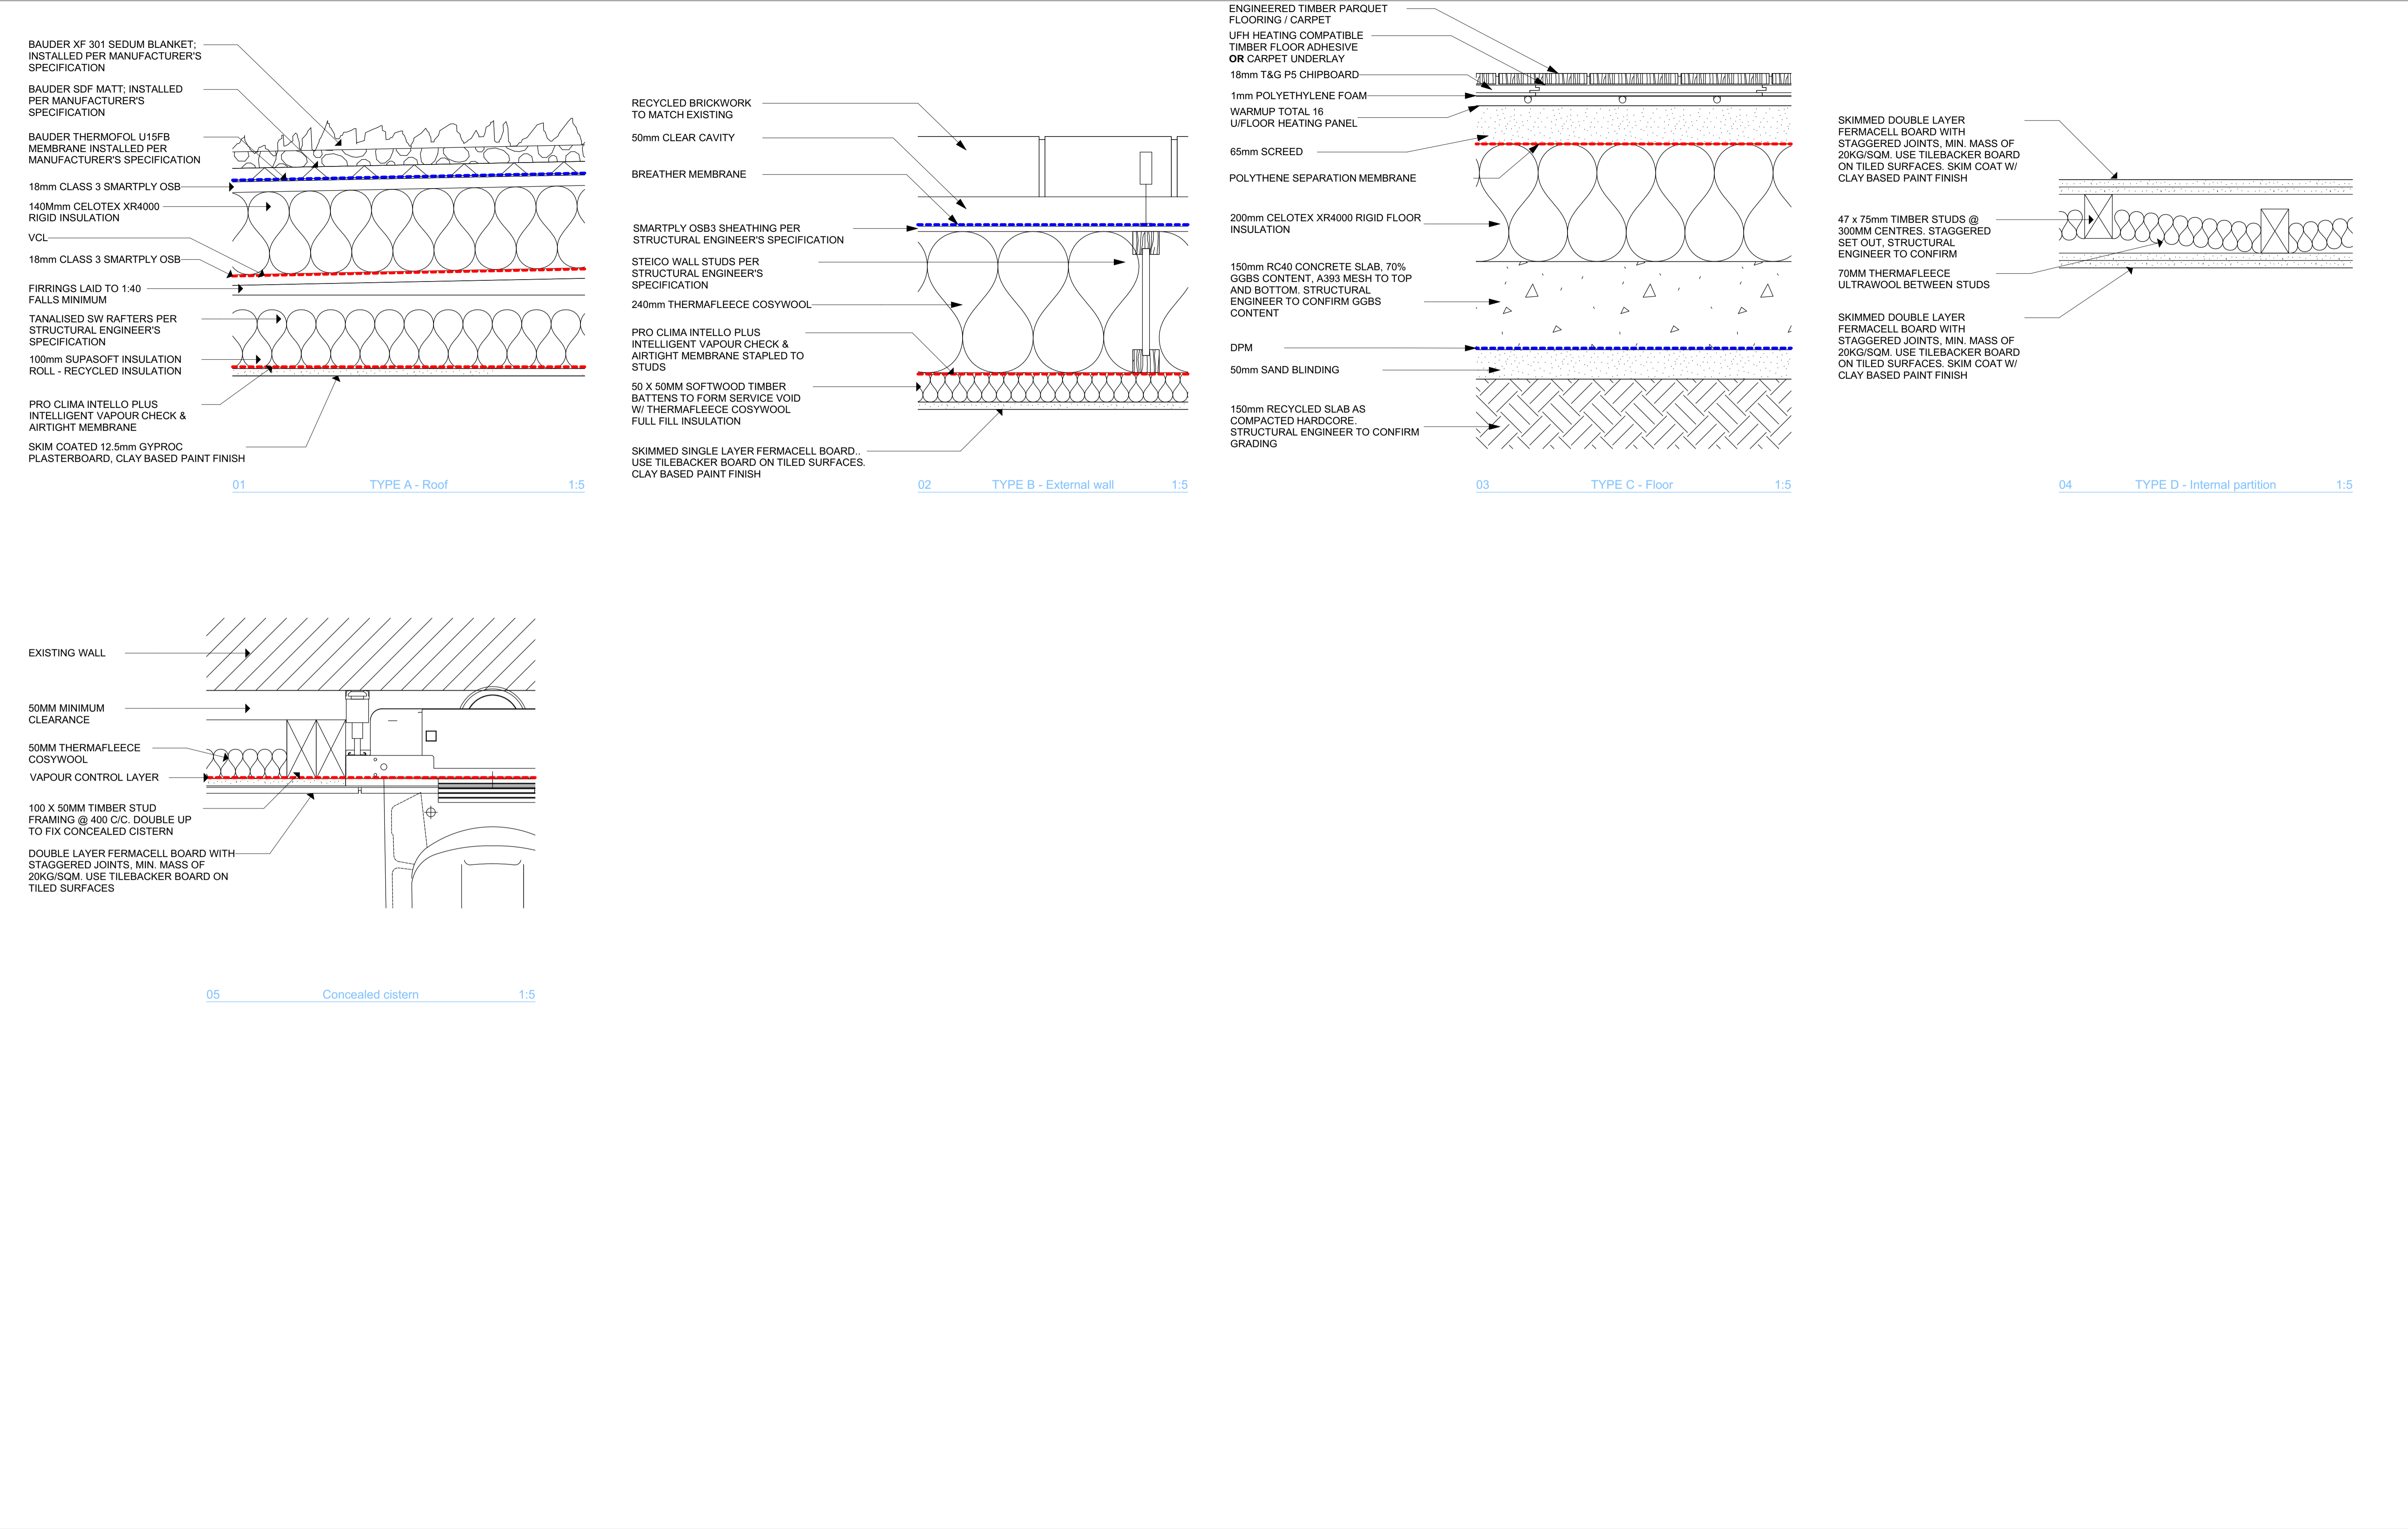 BAUDER XF 301 SEDUM BLANKET;
INSTALLED PER MANUFACTURER'S
SPECIFICATION
BAUDER SDF MATT; INSTALLED
PER MANUFACTURER'S
SPECIFICATION
BAUDER THERMOFOL U15FB
MEMBRANE INSTALLED PER
MANUFACTURER'S SPECIFICATION
18mm CLASS 3 SMARTPLY OSB
140Mmm CELOTEX XR4000
RIGID INSULATION
VCL
18mm CLASS 3 SMARTPLY OSB
FIRRINGS LAID TO 1:40
FALLS MINIMUM
TANALISED SW RAFTERS PER
STRUCTURAL ENGINEER'S
SPECIFICATION
100mm SUPASOFT INSULATION
ROLL - RECYCLED INSULATION
PRO CLIMA INTELLO PLUS
INTELLIGENT VAPOUR CHECK &
AIRTIGHT MEMBRANE
SKIM COATED 12.5mm GYPROC
PLASTERBOARD, CLAY BASED PAINT FINISH
01 TYPE A - Roof 1:5
RECYCLED BRICKWORK
TO MATCH EXISTING
50mm CLEAR CAVITY
BREATHER MEMBRANE
SMARTPLY OSB3 SHEATHING PER
STRUCTURAL ENGINEER'S SPECIFICATION
STEICO WALL STUDS PER
STRUCTURAL ENGINEER'S
SPECIFICATION
240mm THERMAFLEECE COSYWOOL
PRO CLIMA INTELLO PLUS
INTELLIGENT VAPOUR CHECK &
AIRTIGHT MEMBRANE STAPLED TO
STUDS
50 X 50MM SOFTWOOD TIMBER
BATTENS TO FORM SERVICE VOID
W/ THERMAFLEECE COSYWOOL
FULL FILL INSULATION
SKIMMED SINGLE LAYER FERMACELL BOARD..
USE TILEBACKER BOARD ON TILED SURFACES.
CLAY BASED PAINT FINISH
02 TYPE B - External wall 1:5
ENGINEERED TIMBER PARQUET
FLOORING / CARPET
UFH HEATING COMPATIBLE
TIMBER FLOOR ADHESIVE
OR CARPET UNDERLAY
18mm T&G P5 CHIPBOARD
1mm POLYETHYLENE FOAM
WARMUP TOTAL 16
U/FLOOR HEATING PANEL
65mm SCREED
POLYTHENE SEPARATION MEMBRANE
200mm CELOTEX XR4000 RIGID FLOOR
INSULATION
150mm RC40 CONCRETE SLAB, 70%
GGBS CONTENT, A393 MESH TO TOP
AND BOTTOM. STRUCTURAL
ENGINEER TO CONFIRM GGBS
CONTENT
DPM
50mm SAND BLINDING
150mm RECYCLED SLAB AS
COMPACTED HARDCORE.
STRUCTURAL ENGINEER TO CONFIRM
GRADING
03 TYPE C - Floor 1:5
SKIMMED DOUBLE LAYER
FERMACELL BOARD WITH
STAGGERED JOINTS, MIN. MASS OF
20KG/SQM. USE TILEBACKER BOARD
ON TILED SURFACES. SKIM COAT W/
CLAY BASED PAINT FINISH
47 x 75mm TIMBER STUDS @
300MM CENTRES. STAGGERED
SET OUT, STRUCTURAL
ENGINEER TO CONFIRM
70MM THERMAFLEECE
ULTRAWOOL BETWEEN STUDS
SKIMMED DOUBLE LAYER
FERMACELL BOARD WITH
STAGGERED JOINTS, MIN. MASS OF
20KG/SQM. USE TILEBACKER BOARD
ON TILED SURFACES. SKIM COAT W/
CLAY BASED PAINT FINISH
04 TYPE D - Internal partition 1:5
EXISTING WALL
50MM MINIMUM
CLEARANCE
50MM THERMAFLEECE
COSYWOOL
VAPOUR CONTROL LAYER
100 X 50MM TIMBER STUD
FRAMING @ 400 C/C. DOUBLE UP
TO FIX CONCEALED CISTERN
DOUBLE LAYER FERMACELL BOARD WITH
STAGGERED JOINTS, MIN. MASS OF
20KG/SQM. USE TILEBACKER BOARD ON
TILED SURFACES
05 Concealed cistern 1:5